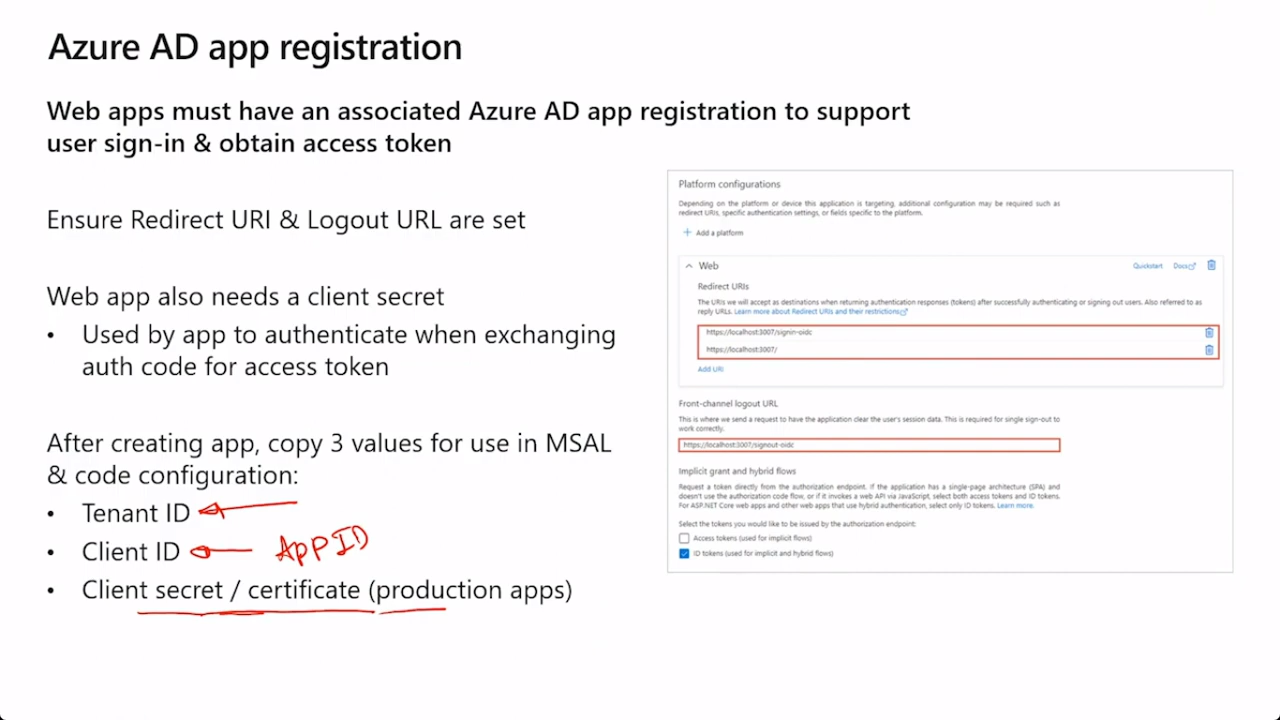 Azure AD app registration
Web apps must have an associated Azure AD app registration to support
user sign-in & obtain access token
Ensure Redirect URI & Logout URL are set
Web app also needs a client secret
• Used by app to authenticate when exchanging
auth code for access token
After creating app, copy 3 values for use in MSAL
& code configuration:
• Tenant ID
• Client ID APP ID
• Client secret / certificate (production apps)
Platform configurations
Depending on the platform or device this application is targeting, additional configuration may be required such as
redirect URIs, specific authentication settings, or fields specific to the platform.
+ Add a platform
Web Quickstart Docs
Redirect URIs
The URIs we will accept as destinations when returning authentication responses (tokens) after successfully authenticating or signing out users. Also referred to as
reply URLs. Learn more about Redirect URIs and their restrictions
https://localhost:3007/signin-oidc
https://localhost:3007/
Add URI
Front-channel logout URL
This is where we send a request to have the application clear the user's session data. This is required for single sign-out to
work correctly.
https://localhost:3007/signout-oidc
Implicit grant and hybrid flows
Request a token directly from the authorization endpoint. If the application has a single-page architecture (SPA) and
doesn't use the authorization code flow, or if it invokes a web API via JavaScript, select both access tokens and ID tokens.
For ASP.NET Core web apps and other web apps that use hybrid authentication, select only ID tokens. Learn more.
Select the tokens you would like to be issued by the authorization endpoint:
Access tokens (used for implicit flows)
ID tokens (used for implicit and hybrid flows)